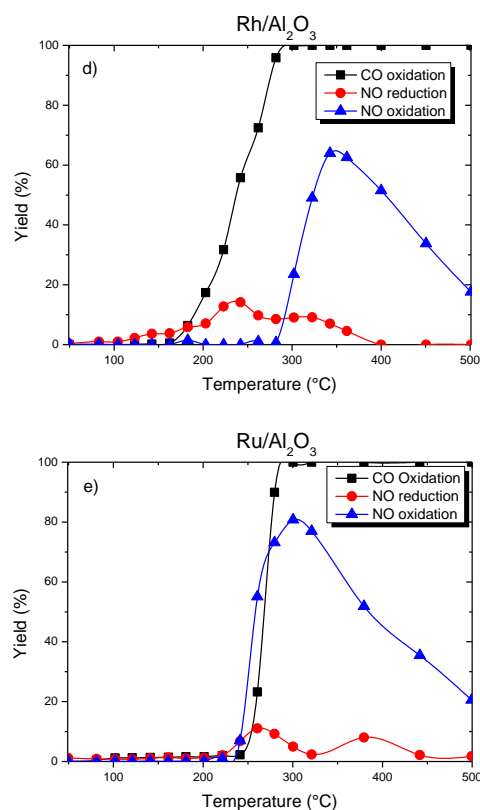 Rh/Al₂O₃
d)
CO oxidation
NO reduction
NO oxidation
Yield (%)
100
80
60
40
20
0
100 200 300 400 500
Temperature (°C)
Ru/Al₂O₃
e)
CO Oxidation
NO reduction
NO oxidation
Yield (%)
100
80
60
40
20
0
100 200 300 400 500
Temperature (°C)